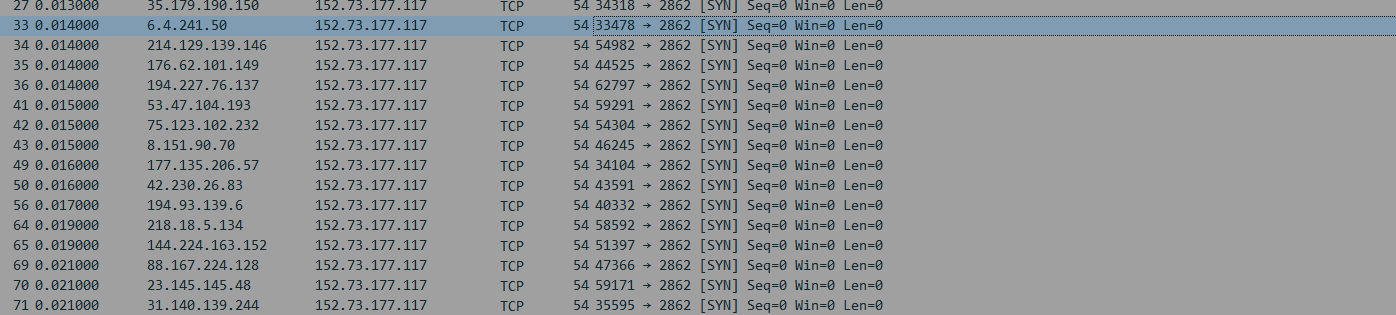 27 0.013000 35.179.190.150 152.73.177.117 TCP 54 34318 → 2862 [SYN] Seq=0 Win=0 Len=0
33 0.014000 6.4.241.50 152.73.177.117 TCP 54 33478 → 2862 [SYN] Seq=0 Win=0 Len=0
34 0.014000 214.129.139.146 152.73.177.117 TCP 54 54982 → 2862 [SYN] Seq=0 Win=0 Len=0
35 0.014000 176.62.101.149 152.73.177.117 TCP 54 44525 → 2862 [SYN] Seq=0 Win=0 Len=0
36 0.014000 194.227.76.137 152.73.177.117 TCP 54 62797 → 2862 [SYN] Seq=0 Win=0 Len=0
41 0.015000 53.47.104.193 152.73.177.117 TCP 54 59291 → 2862 [SYN] Seq=0 Win=0 Len=0
42 0.015000 75.123.102.232 152.73.177.117 TCP 54 54304 → 2862 [SYN] Seq=0 Win=0 Len=0
43 0.015000 8.151.90.70 152.73.177.117 TCP 54 46245 → 2862 [SYN] Seq=0 Win=0 Len=0
49 0.016000 177.135.206.57 152.73.177.117 TCP 54 34104 → 2862 [SYN] Seq=0 Win=0 Len=0
50 0.016000 42.230.26.83 152.73.177.117 TCP 54 43591 → 2862 [SYN] Seq=0 Win=0 Len=0
56 0.017000 194.93.139.6 152.73.177.117 TCP 54 40332 → 2862 [SYN] Seq=0 Win=0 Len=0
64 0.019000 218.18.5.134 152.73.177.117 TCP 54 58592 → 2862 [SYN] Seq=0 Win=0 Len=0
65 0.019000 144.224.163.152 152.73.177.117 TCP 54 51397 → 2862 [SYN] Seq=0 Win=0 Len=0
69 0.021000 88.167.224.128 152.73.177.117 TCP 54 47366 → 2862 [SYN] Seq=0 Win=0 Len=0
70 0.021000 23.145.145.48 152.73.177.117 TCP 54 59171 → 2862 [SYN] Seq=0 Win=0 Len=0
71 0.021000 31.140.139.244 152.73.177.117 TCP 54 35595 → 2862 [SYN] Seq=0 Win=0 Len=0